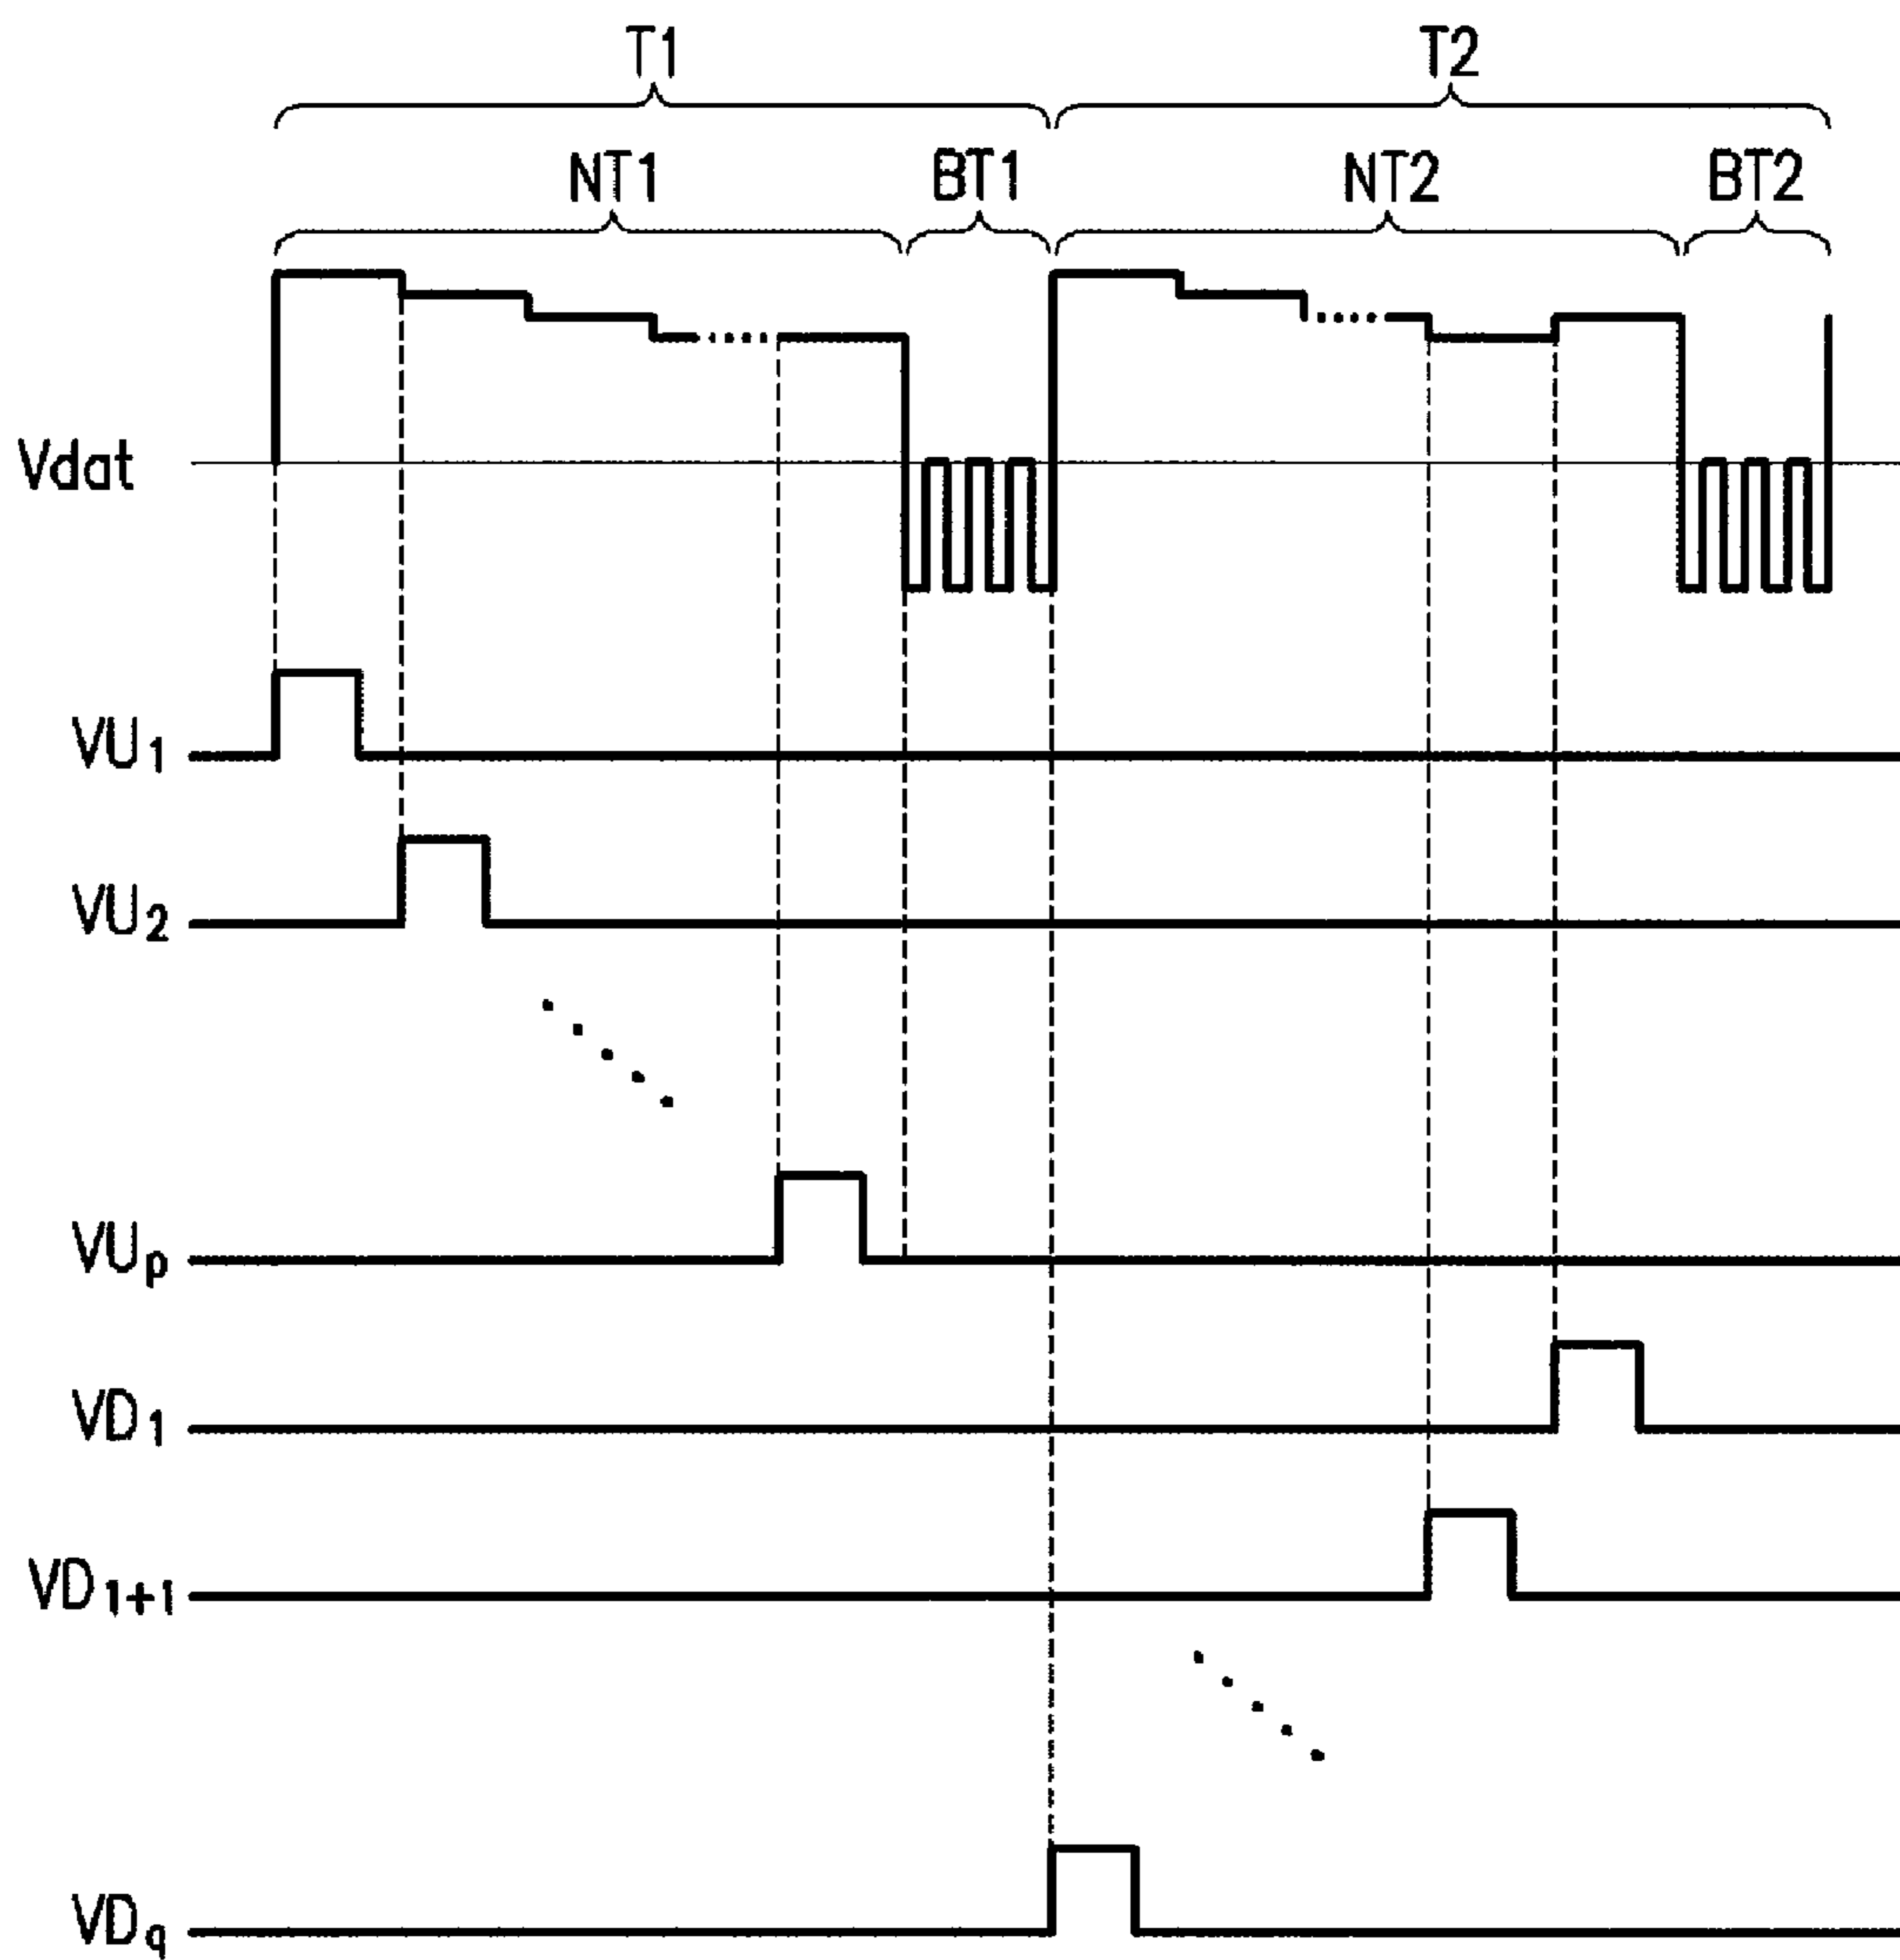 T1 T2
NT1 BT1 NT2 BT2
Vdat
VU1
VU2
VUp
VD1
VD1+1
VDq